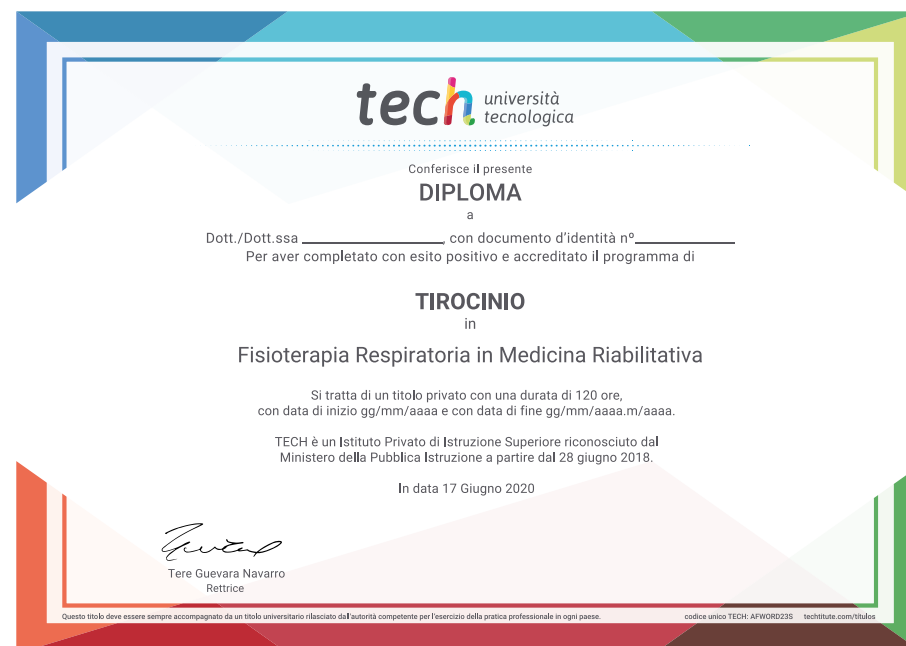 tech università
tecnologica
Conferisce il presente
DIPLOMA
a
Dott./Dott.ssa ____________________, con documento d'identità nº______________
Per aver completato con esito positivo e accreditato il programma di
TIROCINIO
in
Fisioterapia Respiratoria in Medicina Riabilitativa
Si tratta di un titolo privato con una durata di 120 ore,
con data di inizio gg/mm/aaaa e con data di fine gg/mm/aaaa.m/aaaa.
TECH è un Istituto Privato di Istruzione Superiore riconosciuto dal
Ministero della Pubblica Istruzione a partire dal 28 giugno 2018.
In data 17 Giugno 2020
Tere Guevara Navarro
Rettrice
Questo titolo deve essere sempre accompagnato da un titolo universitario rilasciato dall'autorità competente per l'esercizio della pratica professionale in ogni paese. codice unico TECH: AFWORD23S techtitute.com/titulos